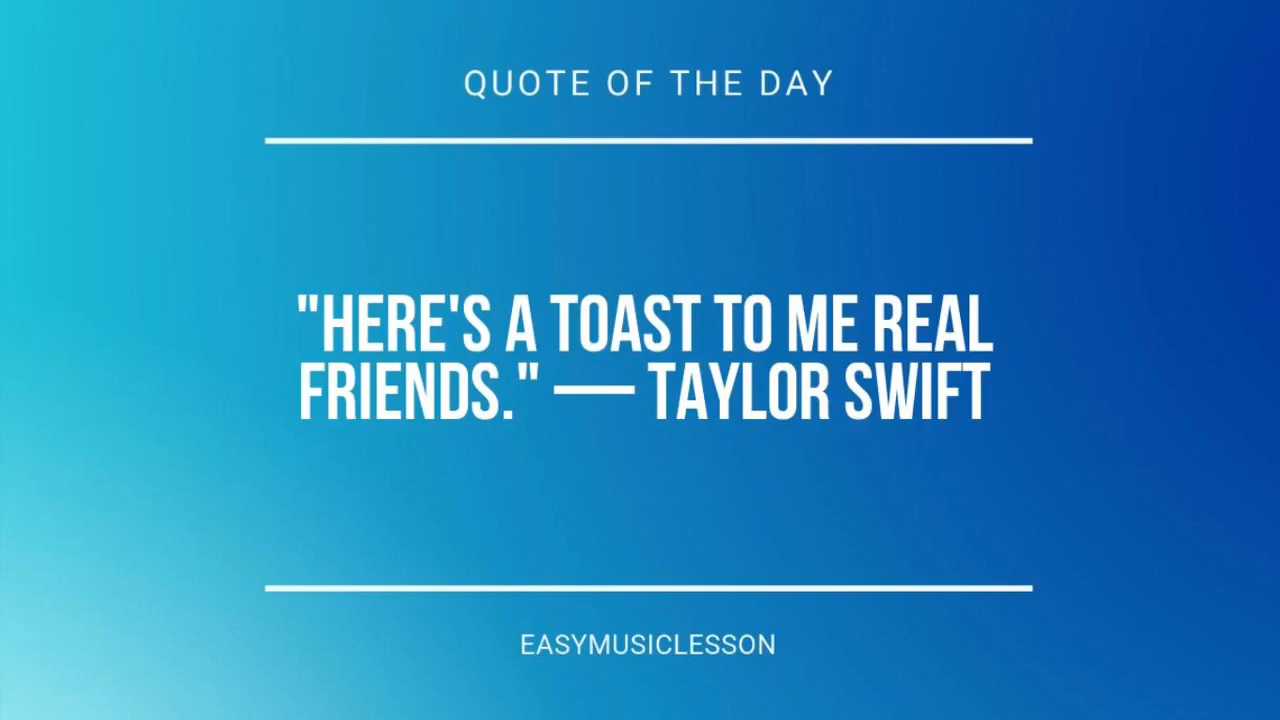 QUOTE OF THE DAY
"HERE'S A TOAST TO ME REAL
FRIENDS." — TAYLOR SWIFT
EASYMUSICLESSON